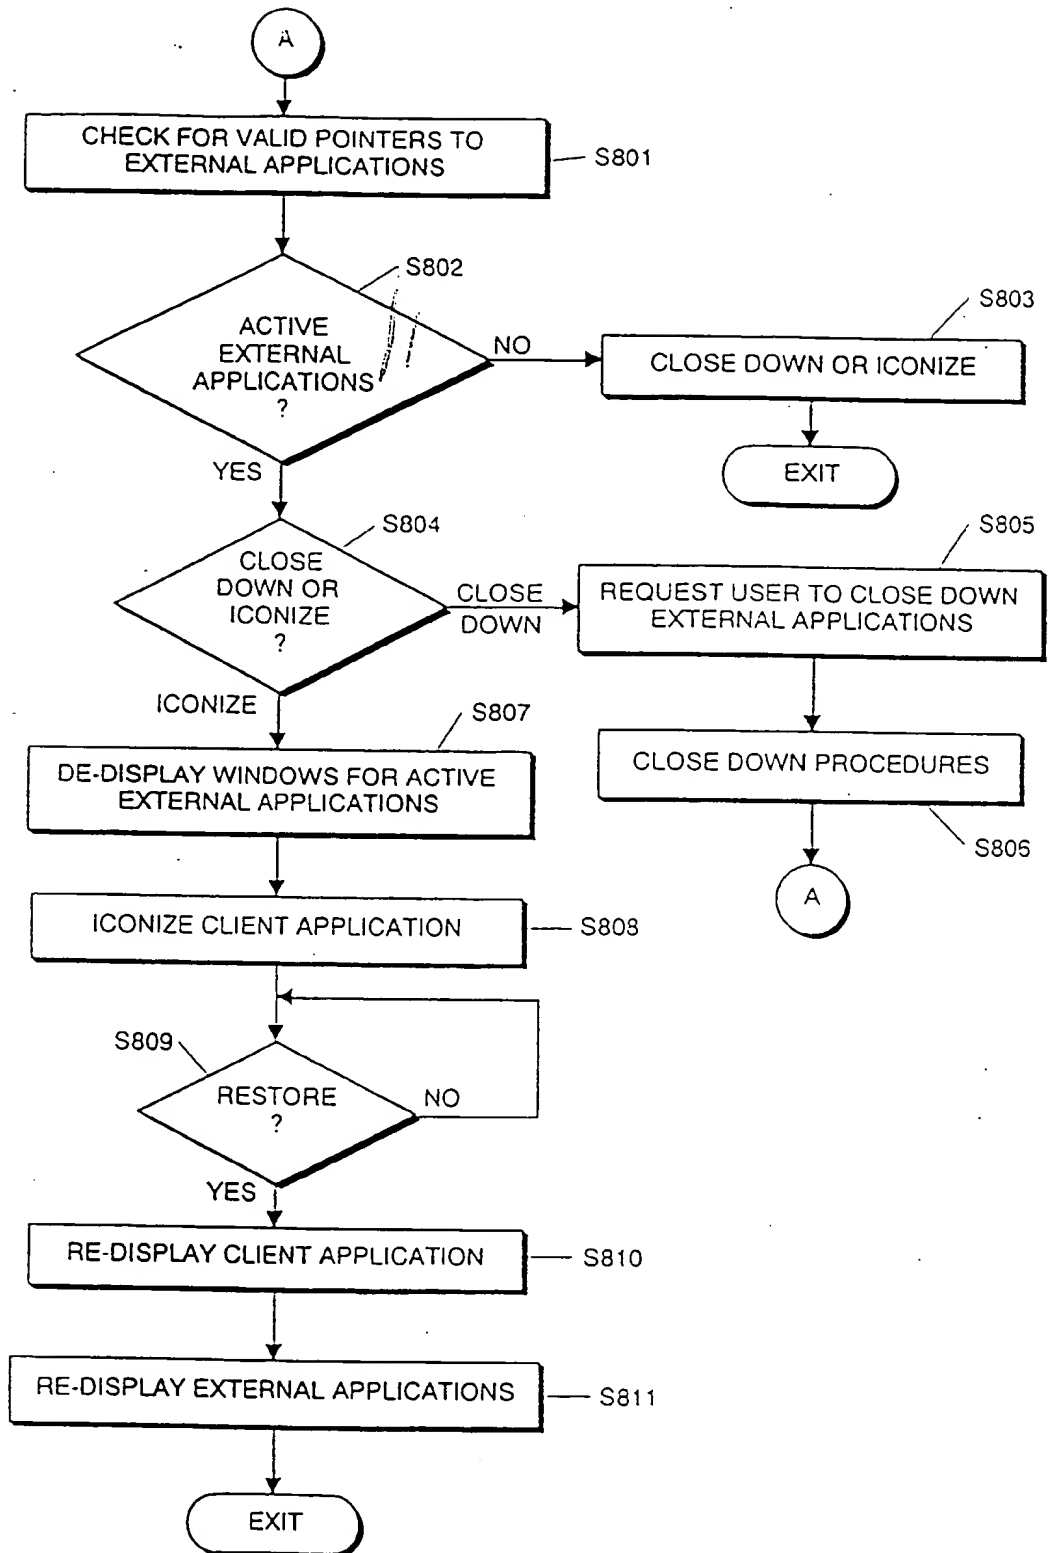 A
CHECK FOR VALID POINTERS TO
EXTERNAL APPLICATIONS
S801
S802
ACTIVE
EXTERNAL
APPLICATIONS
?
NO
S803
CLOSE DOWN OR ICONIZE
EXIT
YES
S804
CLOSE
DOWN OR
ICONIZE
?
CLOSE
DOWN
S805
REQUEST USER TO CLOSE DOWN
EXTERNAL APPLICATIONS
ICONIZE
S807
DE-DISPLAY WINDOWS FOR ACTIVE
EXTERNAL APPLICATIONS
CLOSE DOWN PROCEDURES
S806
A
ICONIZE CLIENT APPLICATION
S808
S809
RESTORE
?
NO
YES
RE-DISPLAY CLIENT APPLICATION
S810
RE-DISPLAY EXTERNAL APPLICATIONS
S811
EXIT